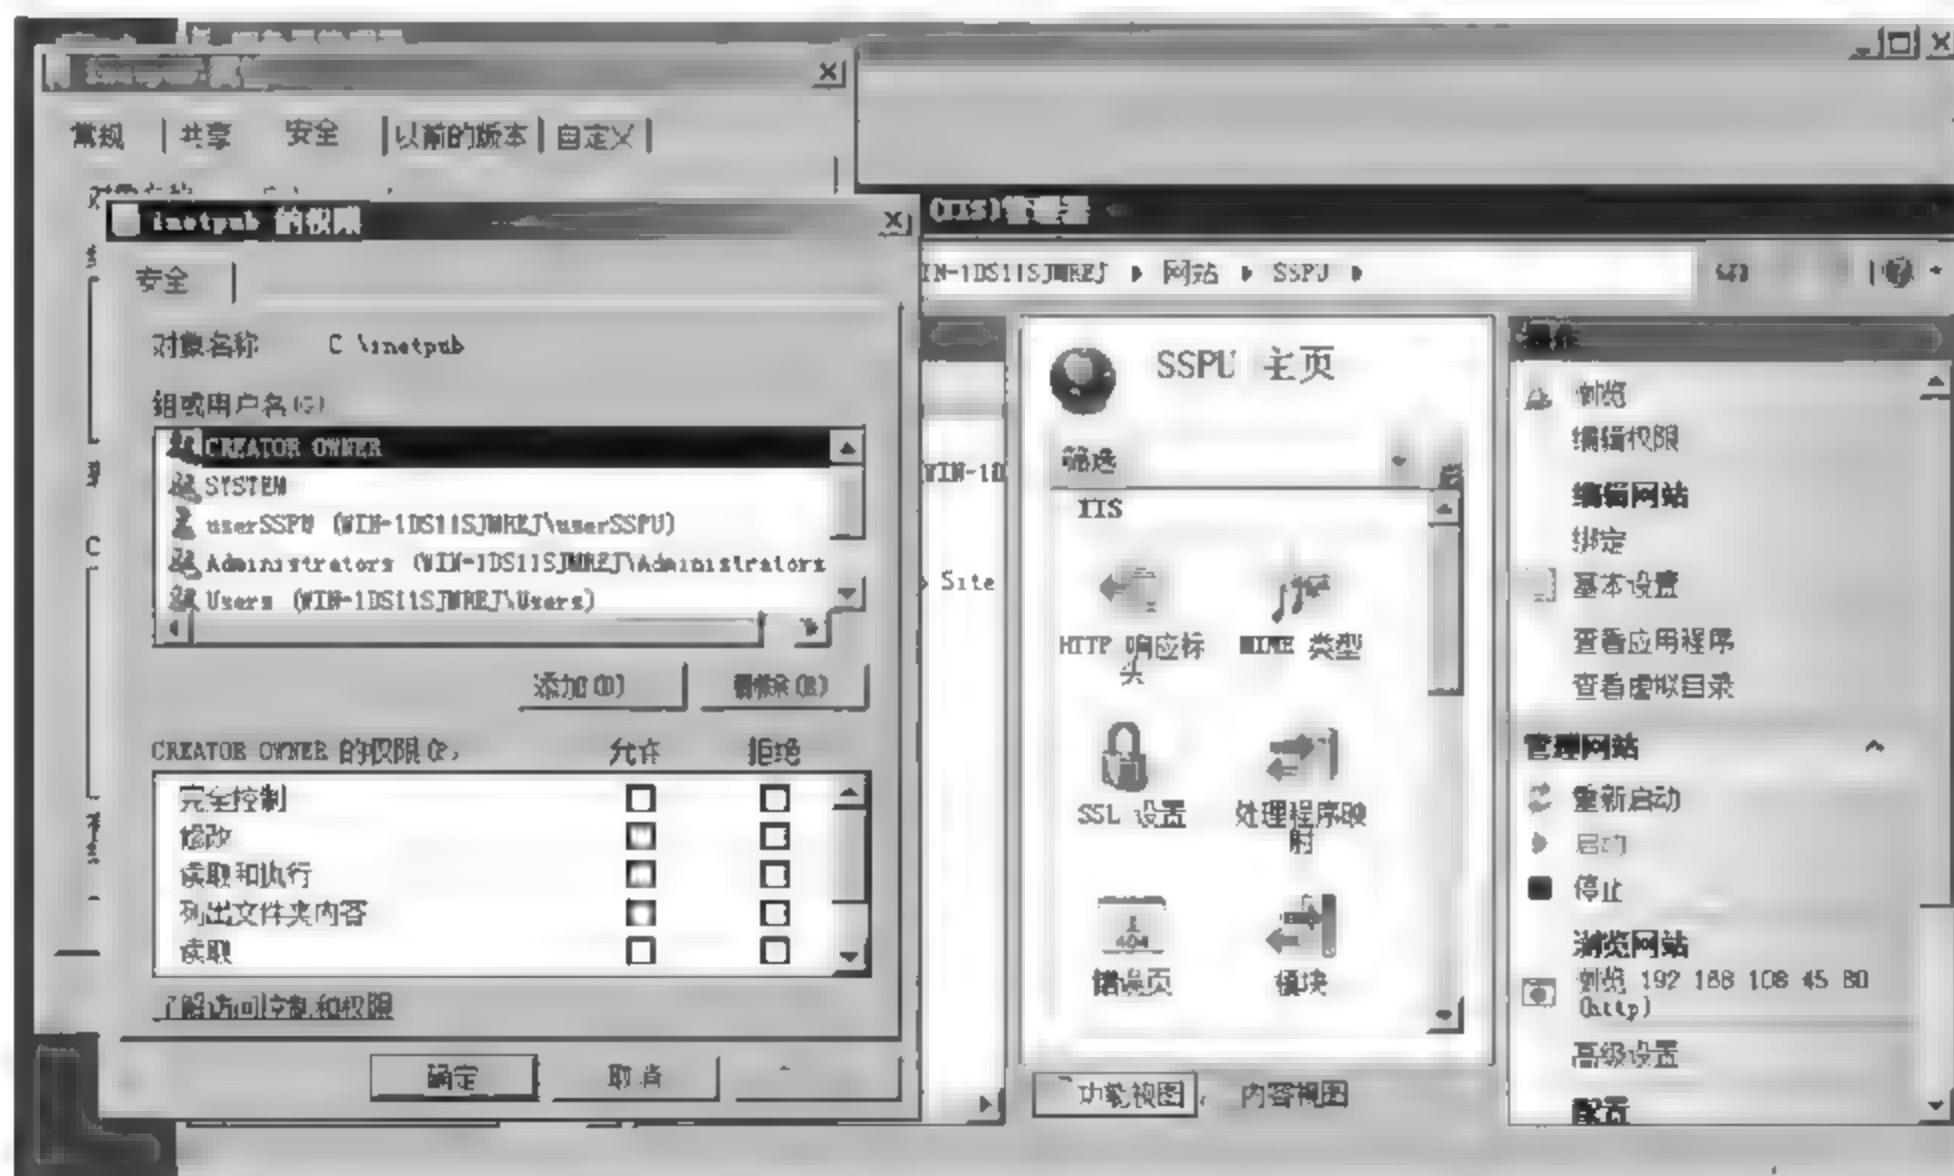 常规 共享 安全 以前的版本 自定义
inetpub 的权限
安全
对象名称 C \inetpub
组或用户名(G)
CREATOR OWNER
SYSTEM
userSSPU (WIN-1DS11SJMREJ\userSSPU)
Administrators (WIN-1DS11SJMREJ\Administrators
Users (WIN-1DS11SJMREJ\Users)
添加(D) 删除(R)
CREATOR OWNER 的权限(P) 允许 拒绝
完全控制
修改
读取和执行
列出文件夹内容
读取
了解访问控制和权限
确定 取消
(IIS)管理器
IN-1DS11SJMREJ 网站 SSPU
WIN-1D
Site
SSPU 主页
筛选
IIS
HTTP 响应标
头
MIME 类型
SSL 设置
处理程序映
射
404
错误页
模块
功能视图 内容视图
浏览
编辑权限
编辑网站
绑定
基本设置
查看应用程序
查看虚拟目录
管理网站
重新启动
启动
停止
浏览网站
浏览 192 168 108 45 80
(http)
高级设置
配置